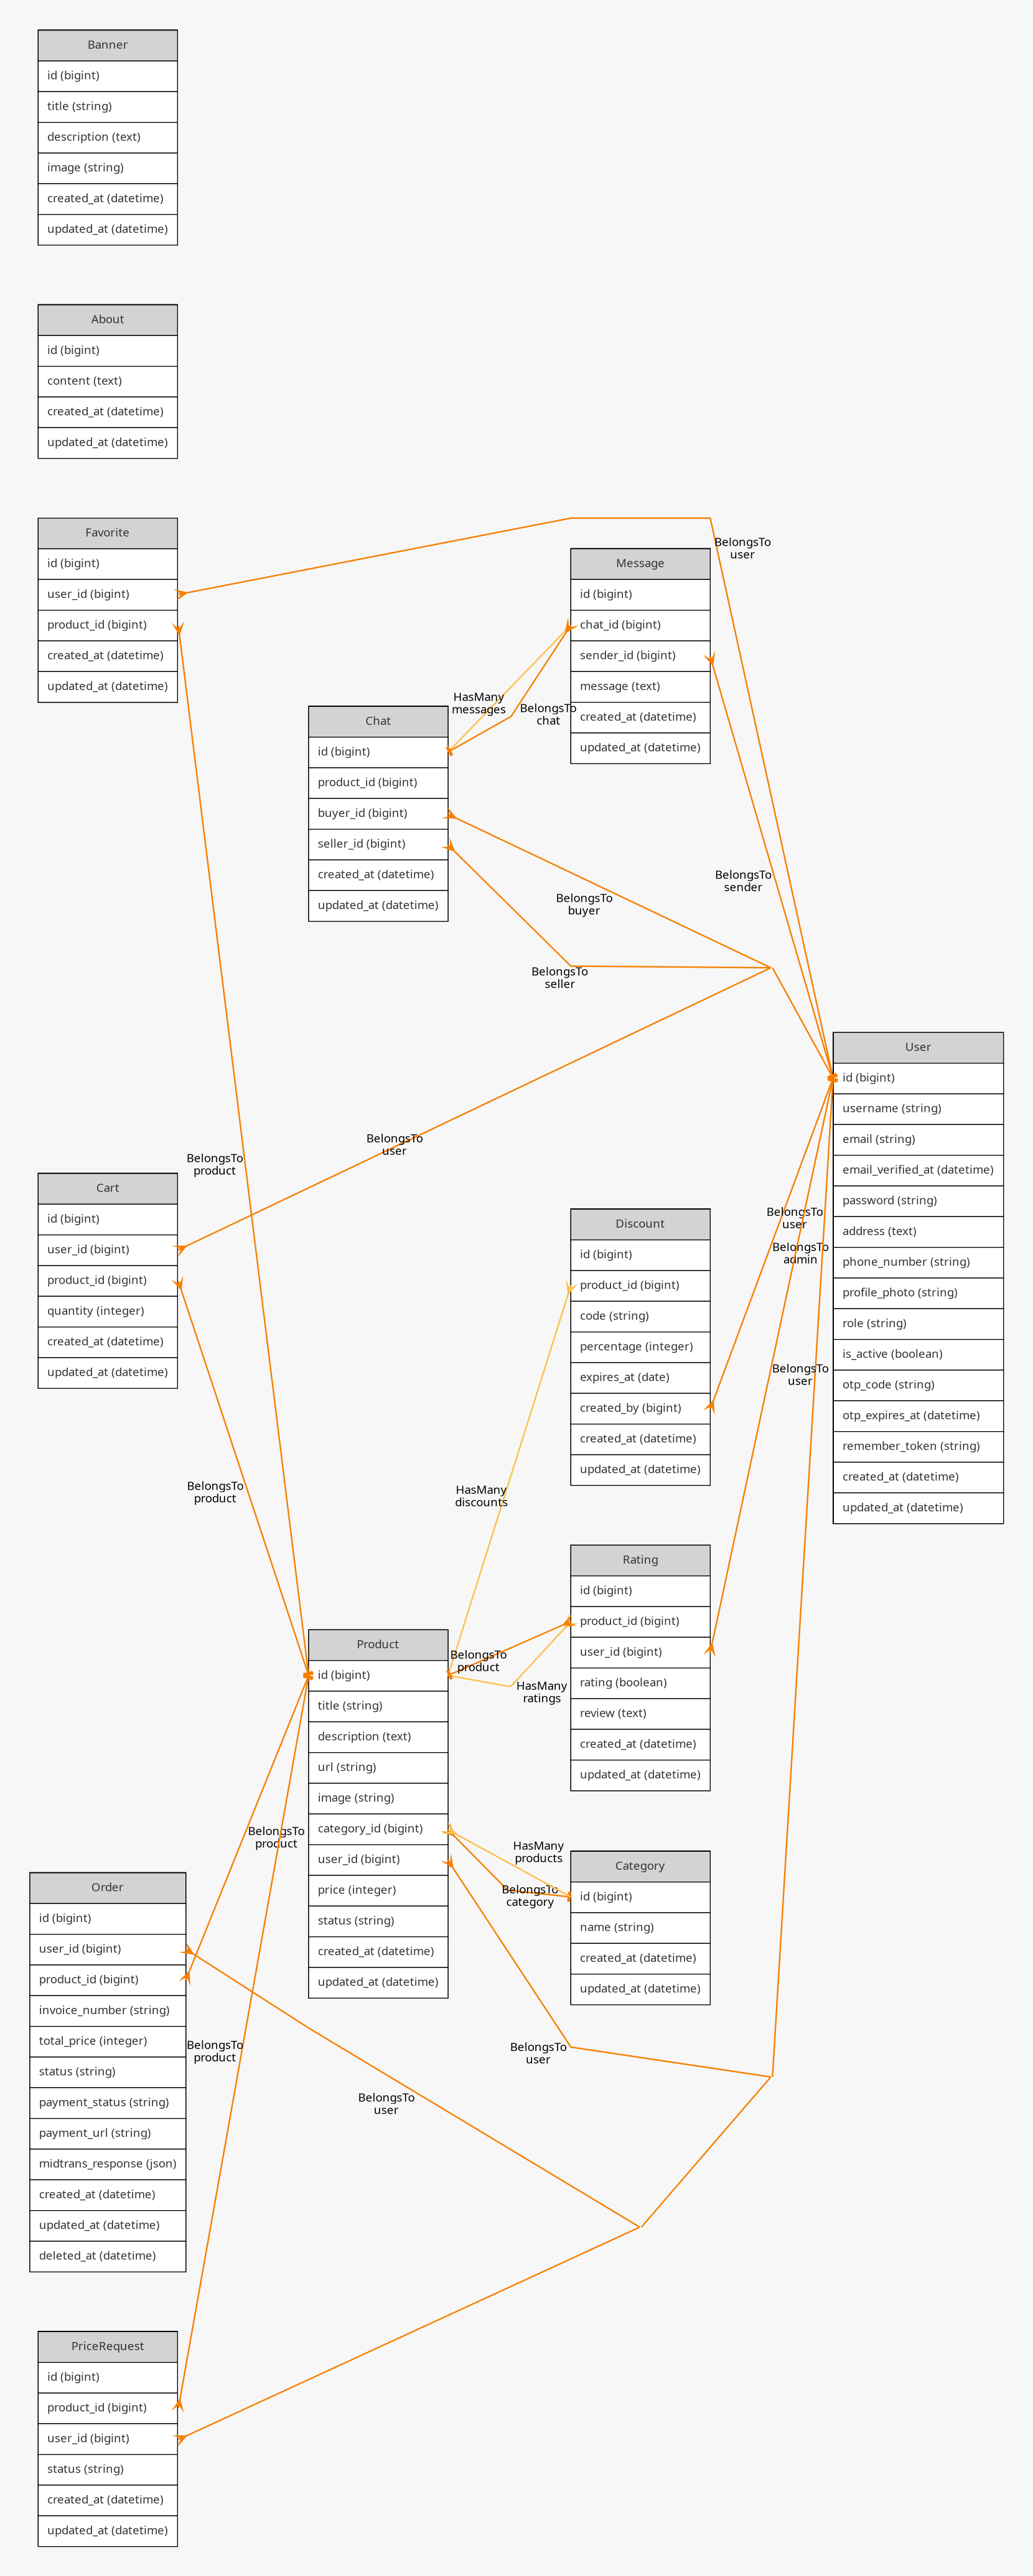 Banner
id (bigint)
title (string)
description (text)
image (string)
created_at (datetime)
updated_at (datetime)
About
id (bigint)
content (text)
created_at (datetime)
updated_at (datetime)
Favorite
id (bigint)
user_id (bigint)
product_id (bigint)
created_at (datetime)
updated_at (datetime)
BelongsTo
user
Message
id (bigint)
chat_id (bigint)
sender_id (bigint)
message (text)
created_at (datetime)
updated_at (datetime)
HasMany
messages
BelongsTo
chat
Chat
id (bigint)
product_id (bigint)
buyer_id (bigint)
seller_id (bigint)
created_at (datetime)
updated_at (datetime)
BelongsTo
sender
BelongsTo
buyer
BelongsTo
seller
User
id (bigint)
username (string)
email (string)
email_verified_at (datetime)
password (string)
address (text)
phone_number (string)
profile_photo (string)
role (string)
is_active (boolean)
otp_code (string)
otp_expires_at (datetime)
remember_token (string)
created_at (datetime)
updated_at (datetime)
BelongsTo
user
BelongsTo
product
Cart
id (bigint)
user_id (bigint)
product_id (bigint)
quantity (integer)
created_at (datetime)
updated_at (datetime)
Discount
id (bigint)
product_id (bigint)
code (string)
percentage (integer)
expires_at (date)
created_by (bigint)
created_at (datetime)
updated_at (datetime)
BelongsTo
user
BelongsTo
admin
BelongsTo
user
BelongsTo
product
HasMany
discounts
Rating
id (bigint)
product_id (bigint)
user_id (bigint)
rating (boolean)
review (text)
created_at (datetime)
updated_at (datetime)
Product
id (bigint)
title (string)
description (text)
url (string)
image (string)
category_id (bigint)
user_id (bigint)
price (integer)
status (string)
created_at (datetime)
updated_at (datetime)
BelongsTo
product
HasMany
ratings
BelongsTo
product
HasMany
products
BelongsTo
category
Category
id (bigint)
name (string)
created_at (datetime)
updated_at (datetime)
Order
id (bigint)
user_id (bigint)
product_id (bigint)
invoice_number (string)
total_price (integer)
status (string)
payment_status (string)
payment_url (string)
midtrans_response (json)
created_at (datetime)
updated_at (datetime)
deleted_at (datetime)
BelongsTo
product
BelongsTo
user
BelongsTo
user
PriceRequest
id (bigint)
product_id (bigint)
user_id (bigint)
status (string)
created_at (datetime)
updated_at (datetime)